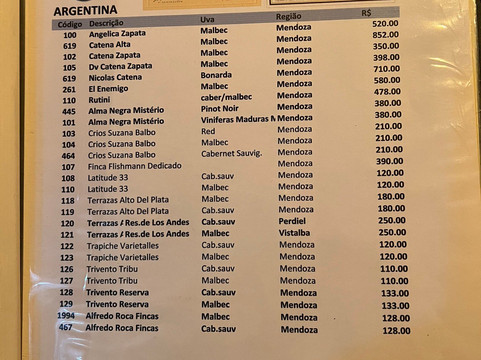 ARGENTINA
Código Descrição Uva Região R$
100 Angelica Zapata Malbec Mendoza 520.00
619 Catena Alta Malbec Mendoza 852.00
102 Catena Zapata Malbec Mendoza 350.00
105 Dv Catena Zapata Malbec Mendoza 398.00
619 Nicolas Catena Bonarda Mendoza 710.00
261 El Enemigo Malbec Mendoza 580.00
110 Rutini caber/malbec Mendoza 478.00
445 Alma Negra Mistério Pinot Noir Mendoza 380.00
101 Alma Negra Mistério Viniferas Maduras M Mendoza 380.00
103 Crios Suzana Balbo Red Mendoza 210.00
104 Crios Suzana Balbo Malbec Mendoza 210.00
464 Crios Suzana Balbo Cabernet Sauvig. Mendoza 210.00
107 Finca Flishmann Dedicado Malbec Mendoza 390.00
108 Latitude 33 Cab.sauv Mendoza 120.00
110 Latitude 33 Malbec Mendoza 120.00
118 Terrazas Alto Del Plata Malbec Mendoza 180.00
119 Terrazas Alto Del Plata Cab.sauv Mendoza 180.00
120 Terrazas / Res.de Los Andes Cab.sauv Perdiel 250.00
121 Terrazas / Res.de Los Andes Malbec Vistalba 250.00
122 Trapiche Varietalles Cab.sauv Mendoza 120.00
123 Trapiche Varietalles Malbec Mendoza 120.00
126 Trivento Tribu Cab.sauv Mendoza 110.00
127 Trivento Tribu Malbec Mendoza 110.00
128 Trivento Reserva Cab.sauv Mendoza 133.00
129 Trivento Reserva Malbec Mendoza 133.00
1994 Alfredo Roca Fincas Malbec Mendoza 128.00
467 Alfredo Roca Fincas Cab.sauv Mendoza 128.00